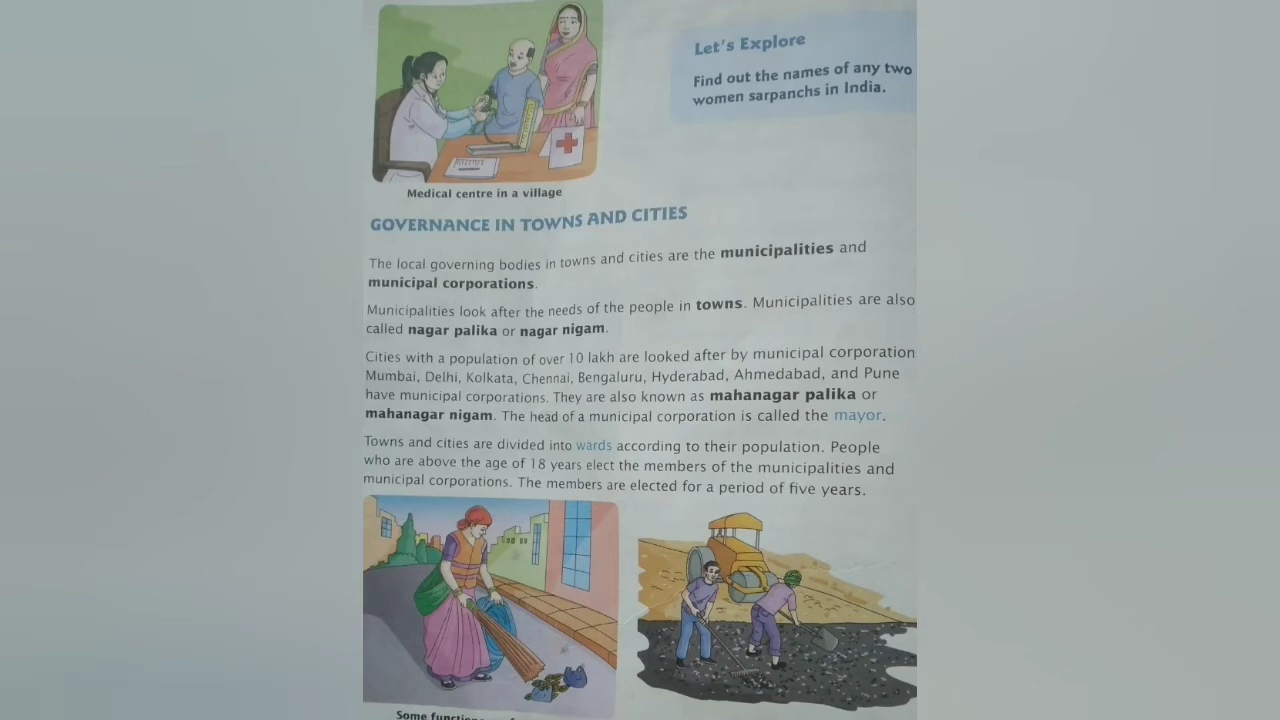 Let's Explore
Find out the names of any two
women sarpanchs in India.
Medical centre in a village
GOVERNANCE IN TOWNS AND CITIES
The local governing bodies in towns and cities are the municipalities and
municipal corporations.
Municipalities look after the needs of the people in towns. Municipalities are also
called nagar palika or nagar nigam.
Cities with a population of over 10 lakh are looked after by municipal corporation
Mumbai, Delhi, Kolkata, Chennai, Bengaluru, Hyderabad, Ahmedabad, and Pune
have municipal corporations. They are also known as mahanagar palika or
mahanagar nigam. The head of a municipal corporation is called the mayor.
Towns and cities are divided into wards according to their population. People
who are above the age of 18 years elect the members of the municipalities and
municipal corporations. The members are elected for a period of five years.
Some